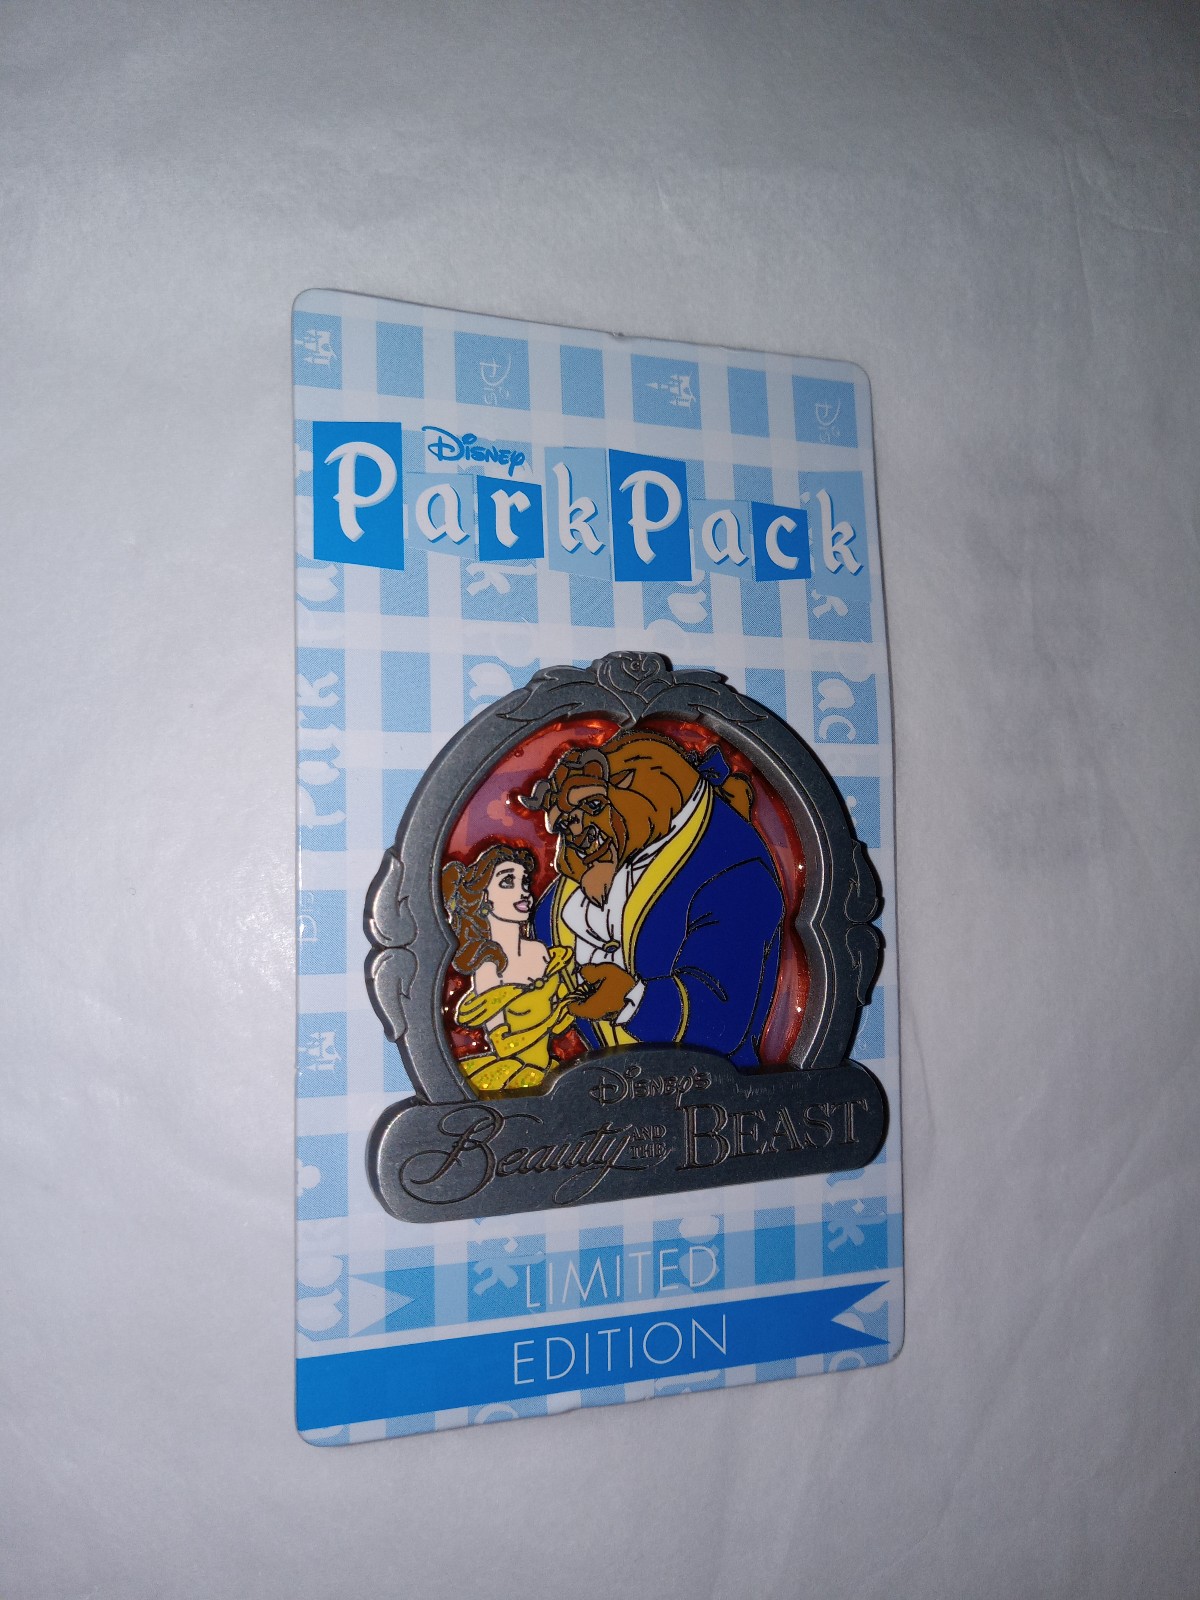 Disney
ParkPack
Disney's
Beauty AND THE BEAST
LIMITED
EDITION